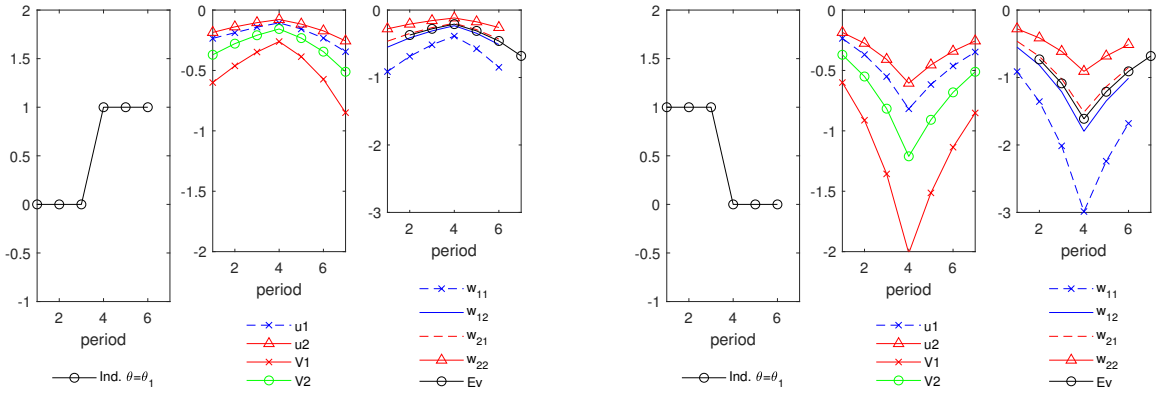 2
1.5
1
0.5
0
-0.5
-1
2 4 6
period
Ind. θ=θ₁
0
-0.5
-1
-1.5
-2
2 4 6
period
u1
u2
V1
V2
0
-1
-2
-3
2 4 6
period
w₁₁
w₁₂
w₂₁
w₂₂
Ev
2
1.5
1
0.5
0
-0.5
-1
2 4 6
period
Ind. θ=θ₁
0
-0.5
-1
-1.5
-2
2 4 6
period
u1
u2
V1
V2
0
-1
-2
-3
2 4 6
period
w₁₁
w₁₂
w₂₁
w₂₂
Ev